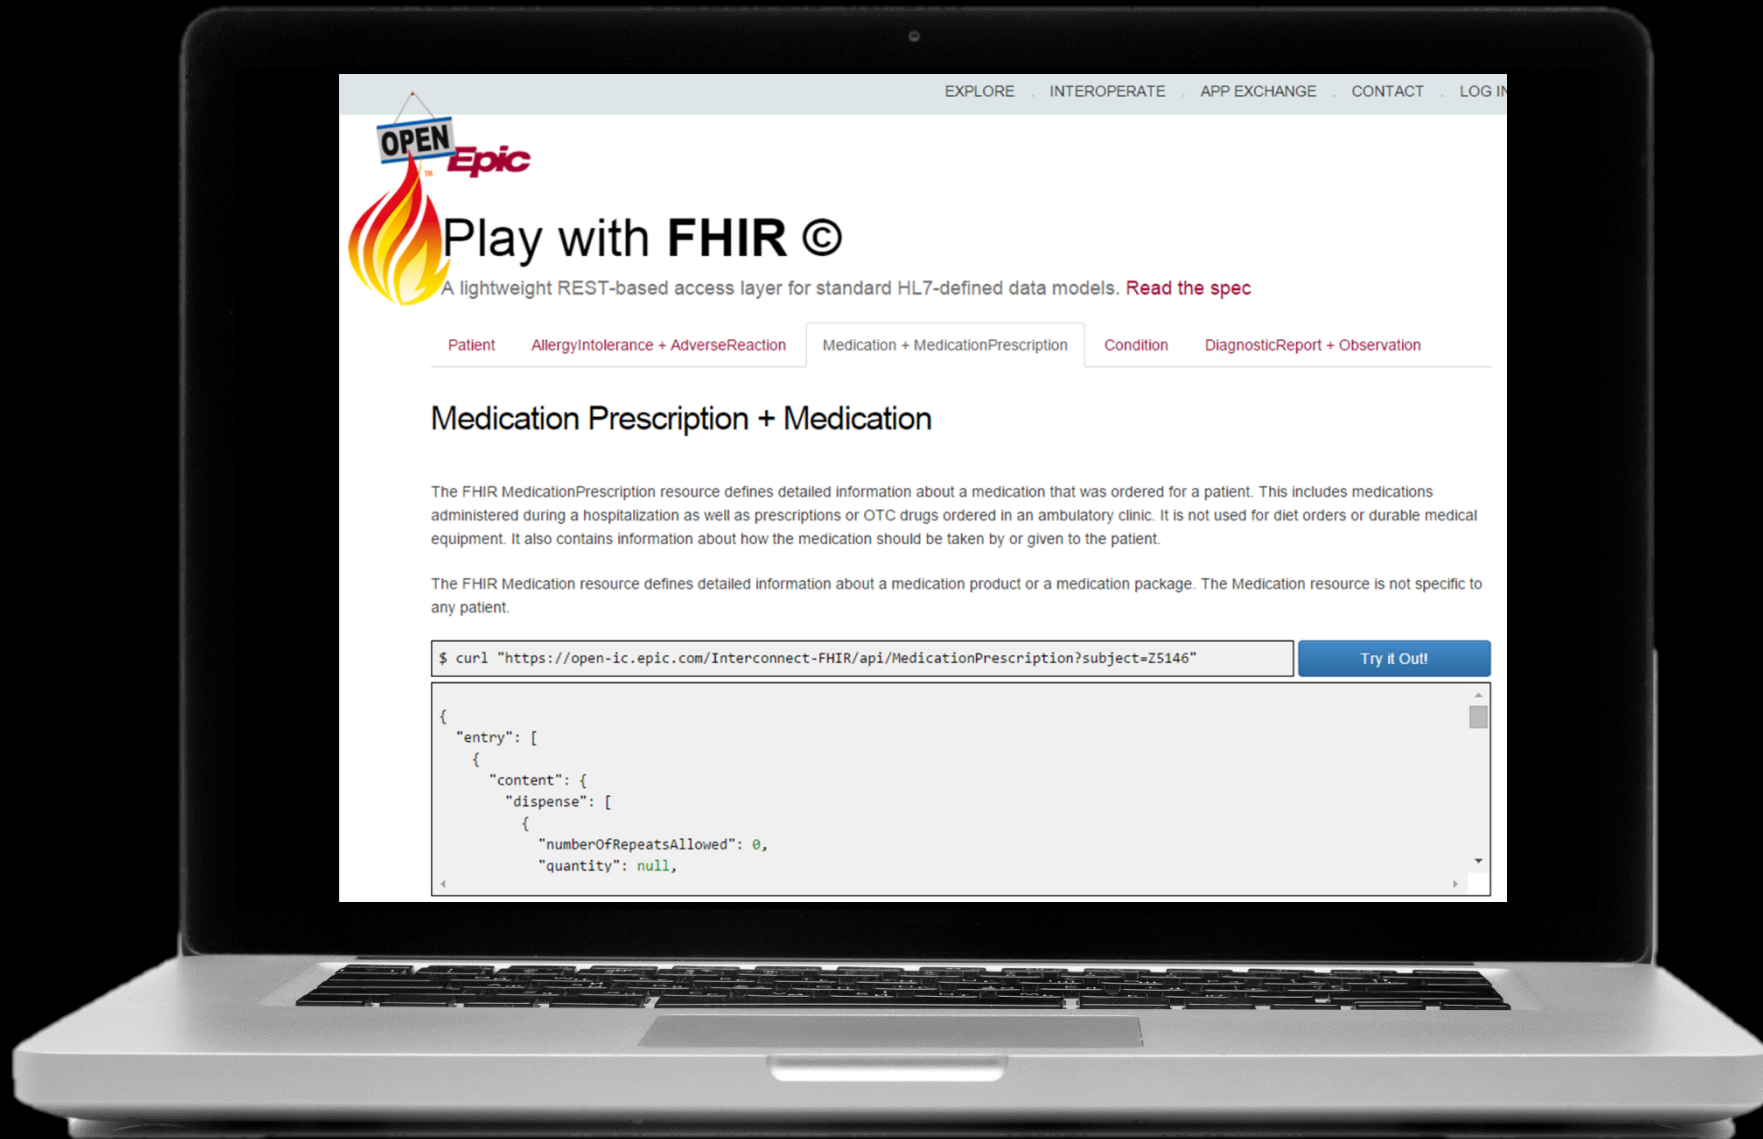 EXPLORE . INTEROPERATE . APP EXCHANGE . CONTACT . LOG IN
OPEN
Epic
TM
Play with FHIR ©
A lightweight REST-based access layer for standard HL7-defined data models. Read the spec
Patient AllergyIntolerance + AdverseReaction Medication + MedicationPrescription Condition DiagnosticReport + Observation
Medication Prescription + Medication
The FHIR MedicationPrescription resource defines detailed information about a medication that was ordered for a patient. This includes medications
administered during a hospitalization as well as prescriptions or OTC drugs ordered in an ambulatory clinic. It is not used for diet orders or durable medical
equipment. It also contains information about how the medication should be taken by or given to the patient.
The FHIR Medication resource defines detailed information about a medication product or a medication package. The Medication resource is not specific to
any patient.
$ curl "https://open-ic.epic.com/Interconnect-FHIR/api/MedicationPrescription?subject=Z5146" Try it Out!
{
"entry": [
{
"content": {
"dispense": [
{
"numberOfRepeatsAllowed": 0,
"quantity": null,